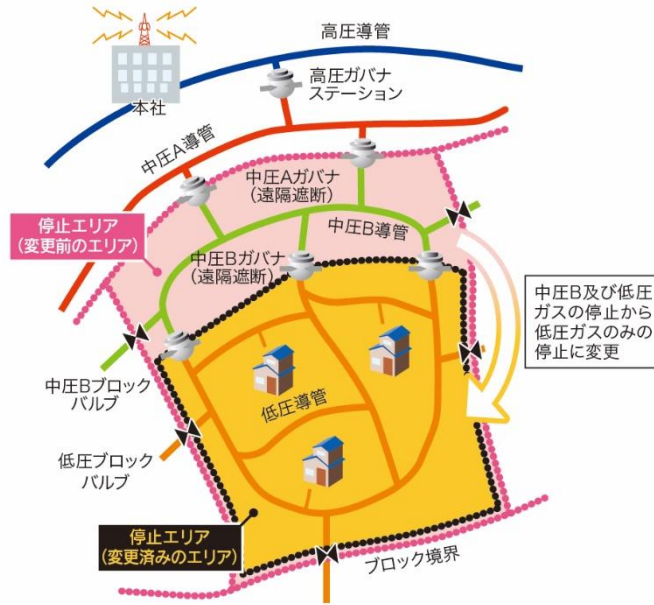 高圧導管
高圧ガバナ
ステーション
本社
中圧A導管
中圧Aガバナ
(遠隔遮断)
停止エリア
(変更前のエリア)
中圧B導管
中圧Bガバナ
(遠隔遮断)
中圧B及び低圧
ガスの停止から
低圧ガスのみの
停止に変更
中圧Bブロック
バルブ
低圧導管
低圧ブロック
バルブ
停止エリア
(変更済みのエリア)
ブロック境界